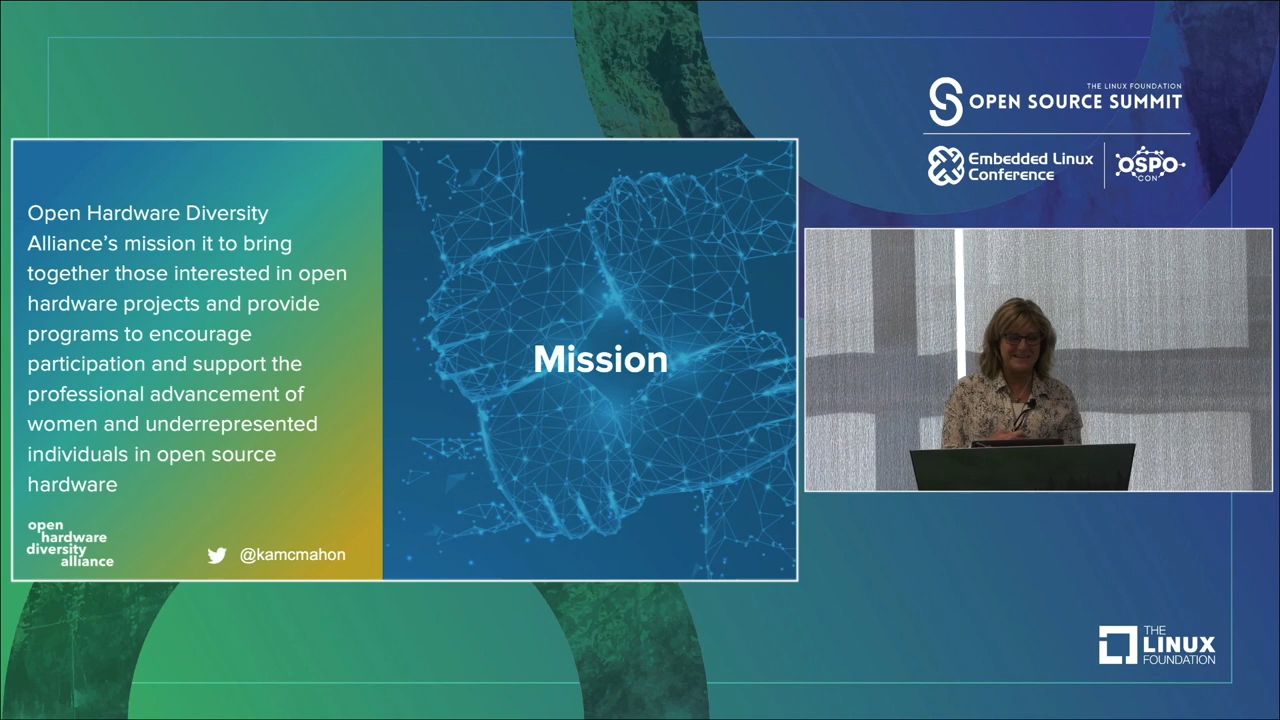 THE LINUX FOUNDATION
OPEN SOURCE SUMMIT
Embedded Linux
Conference
OSPO
CON
Open Hardware Diversity
Alliance’s mission it to bring
together those interested in open
hardware projects and provide
programs to encourage
participation and support the
professional advancement of
women and underrepresented
individuals in open source
hardware
open
hardware
diversity
alliance
@kamcmahon
Mission
THE
LINUX
FOUNDATION